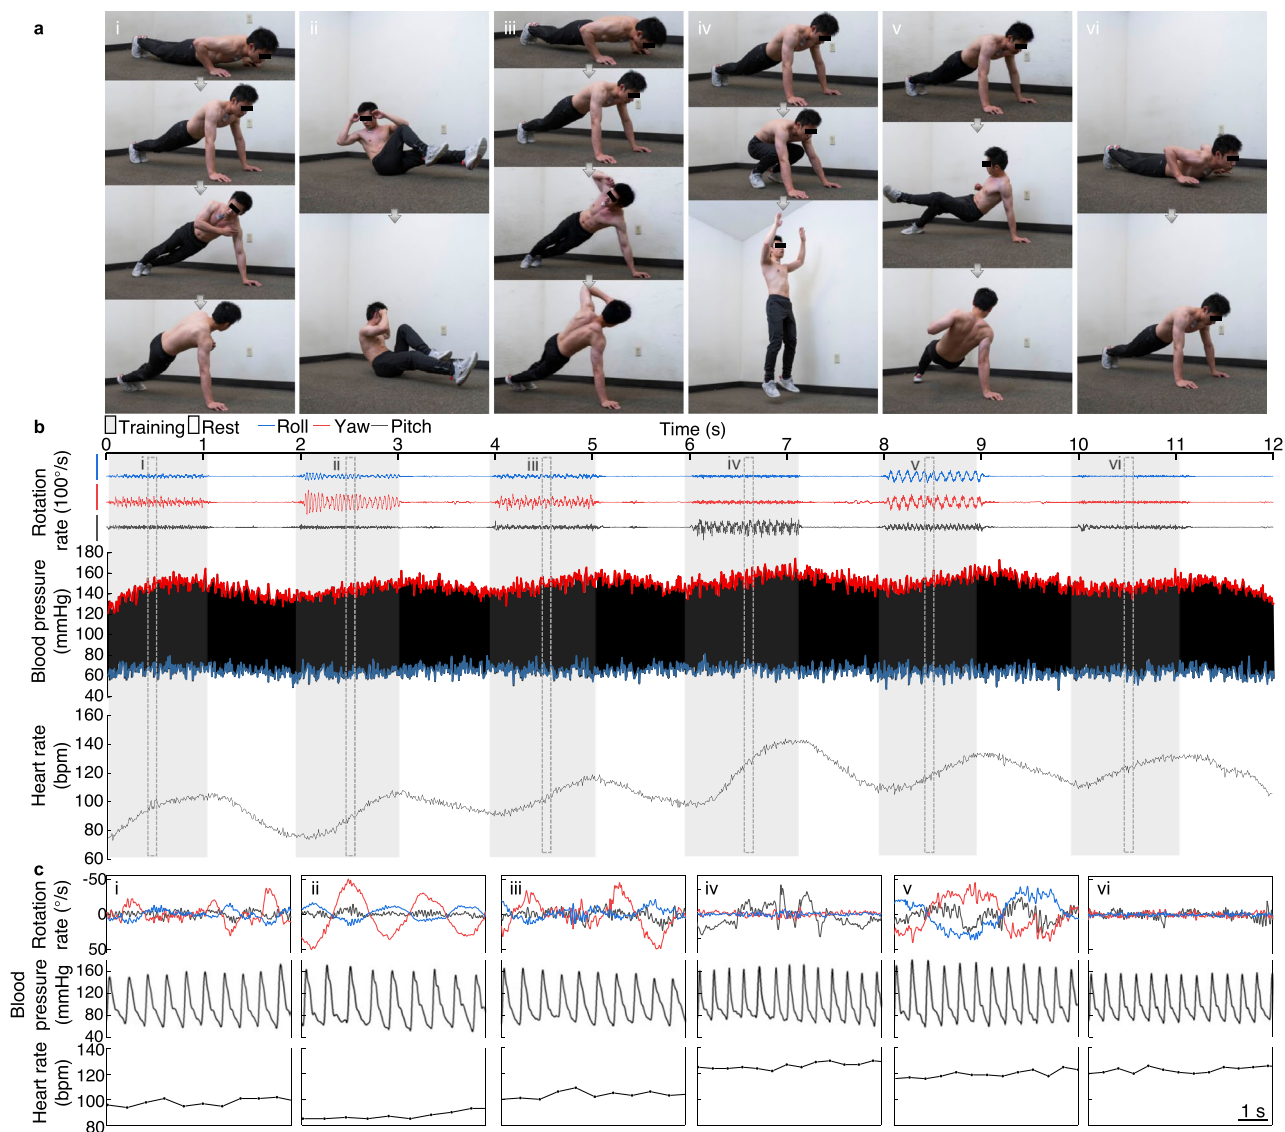 a
i
ii
iii
iv
v
vi
b
Training Rest Roll Yaw Pitch
Time (s)
0 1 2 3 4 5 6 7 8 9 10 11 12
i ii iii iv v vi
Rotation
rate (100°/s)
180
160
140
120
100
80
60
40
Blood pressure
(mmHg)
160
140
120
100
80
60
Heart rate
(bpm)
c
i ii iii iv v vi
-50
0
50
Rotation
rate (°/s)
160
120
80
40
Blood
pressure
(mmHg)
140
120
100
80
Heart rate
(bpm)
1 s